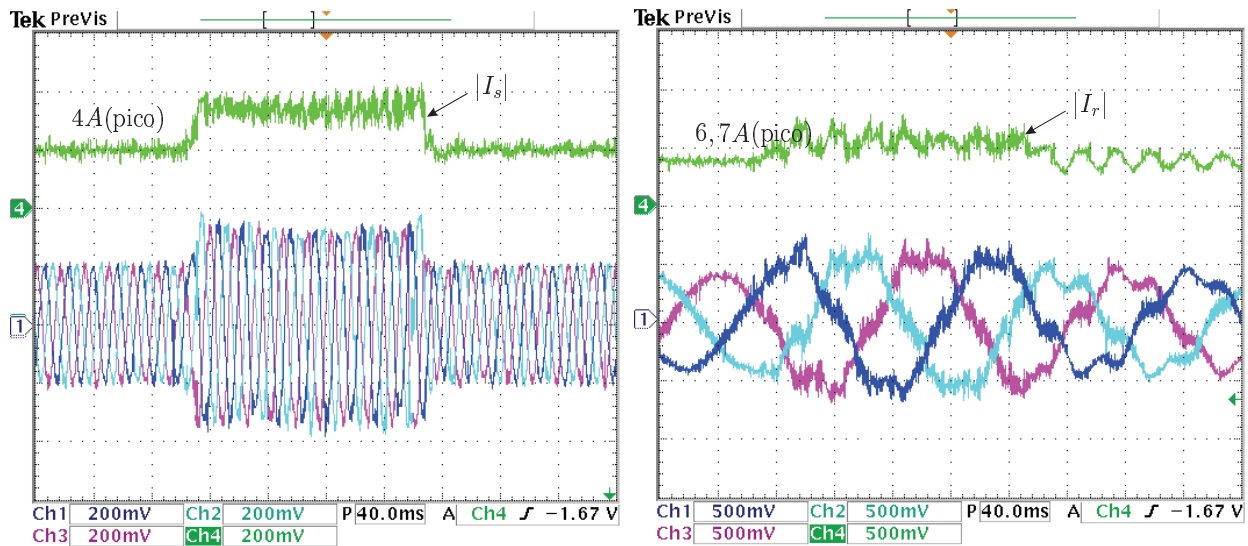 Tek PreVis
4A(pico)
|I_s|
4
1
Ch1 200mV Ch2 200mV P 40.0ms A Ch4 −1.67 V
Ch3 200mV Ch4 200mV
Tek PreVis
6,7A(pico)
|I_r|
4
1
Ch1 500mV Ch2 500mV P 40.0ms A Ch4 −1.67 V
Ch3 500mV Ch4 500mV